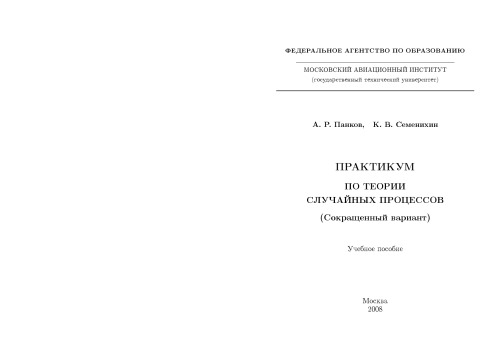 ФЕДЕРАЛЬНОЕ АГЕНТСТВО ПО ОБРАЗОВАНИЮ
МОСКОВСКИЙ АВИАЦИОННЫЙ ИНСТИТУТ
(государственный технический университет)
А. Р. Панков, К. В. Семенихин
ПРАКТИКУМ
ПО ТЕОРИИ
СЛУЧАЙНЫХ ПРОЦЕССОВ
(Сокращенный вариант)
Учебное пособие
Москва
2008